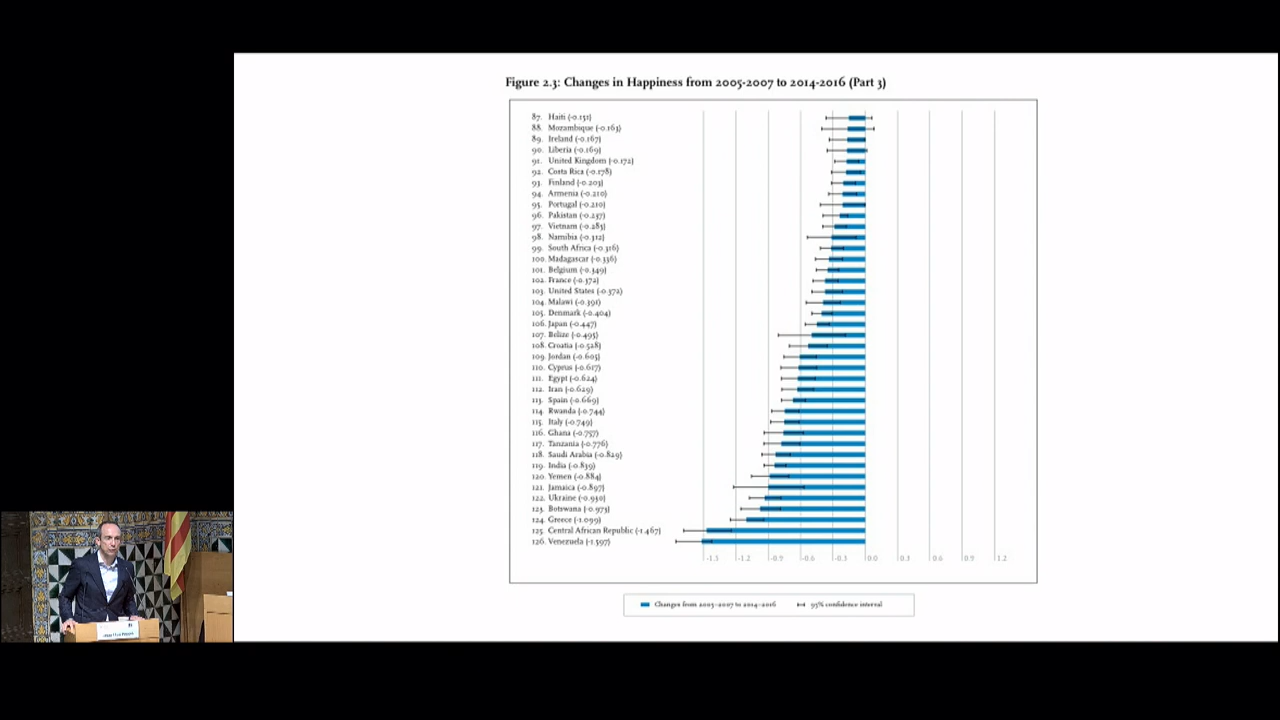 Figure 2.3: Changes in Happiness from 2005-2007 to 2014-2016 (Part 3)
87. Haiti (-0.151)
88. Mozambique (-0.163)
89. Ireland (-0.167)
90. Liberia (-0.169)
91. United Kingdom (-0.172)
92. Costa Rica (-0.178)
93. Finland (-0.203)
94. Armenia (-0.210)
95. Portugal (-0.210)
96. Pakistan (-0.237)
97. Vietnam (-0.285)
98. Namibia (-0.312)
99. South Africa (-0.316)
100. Madagascar (-0.336)
101. Belgium (-0.349)
102. France (-0.372)
103. United States (-0.372)
104. Malawi (-0.391)
105. Denmark (-0.404)
106. Japan (-0.447)
107. Belize (-0.495)
108. Croatia (-0.528)
109. Jordan (-0.605)
110. Cyprus (-0.617)
111. Egypt (-0.624)
112. Iran (-0.629)
113. Spain (-0.669)
114. Rwanda (-0.744)
115. Italy (-0.749)
116. Ghana (-0.757)
117. Tanzania (-0.776)
118. Saudi Arabia (-0.829)
119. India (-0.839)
120. Yemen (-0.884)
121. Jamaica (-0.897)
122. Ukraine (-0.930)
123. Botswana (-0.973)
124. Greece (-1.099)
125. Central African Republic (-1.467)
126. Venezuela (-1.597)
-1.5 -1.2 -0.9 -0.6 -0.3 0.0 0.3 0.6 0.9 1.2
Changes from 2005–2007 to 2014–2016 95% confidence interval